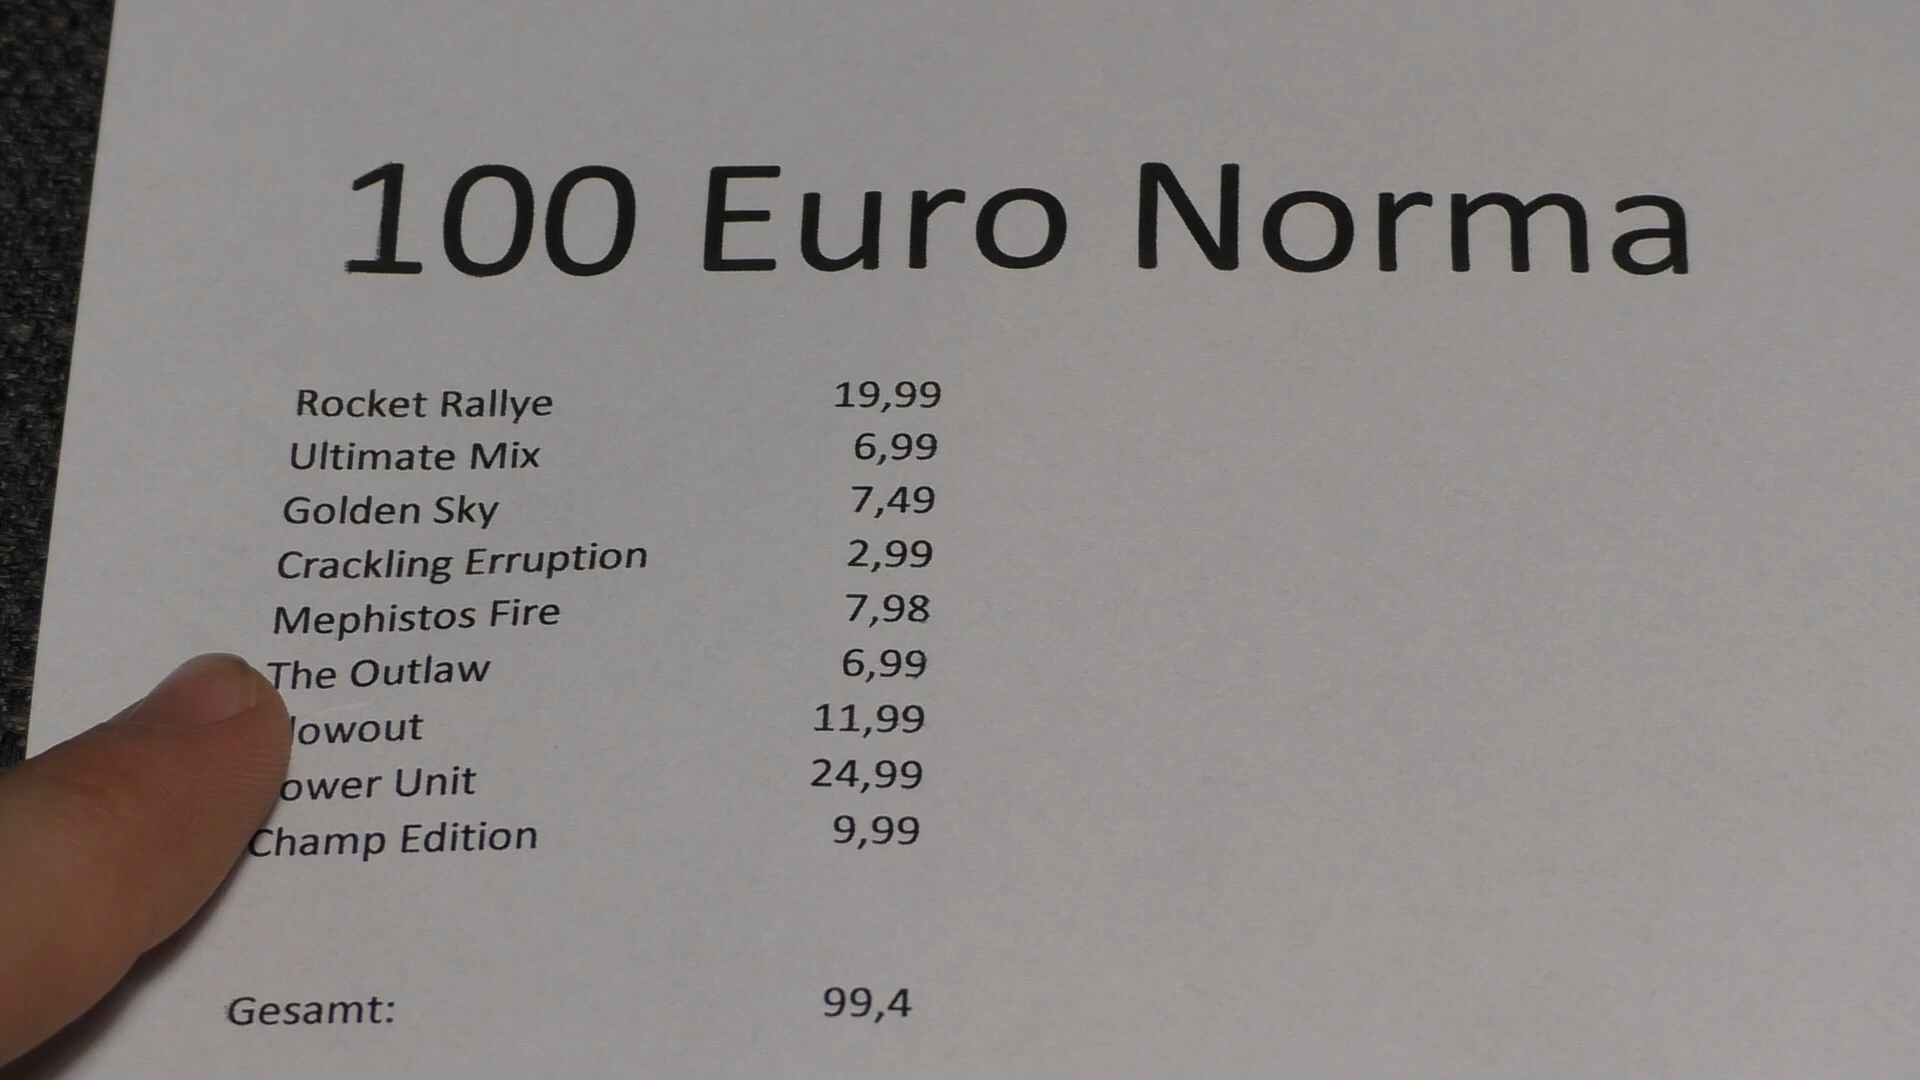 100 Euro Norma
Rocket Rallye 19,99
Ultimate Mix 6,99
Golden Sky 7,49
Crackling Erruption 2,99
Mephistos Fire 7,98
The Outlaw 6,99
lowout 11,99
ower Unit 24,99
Champ Edition 9,99
Gesamt: 99,4